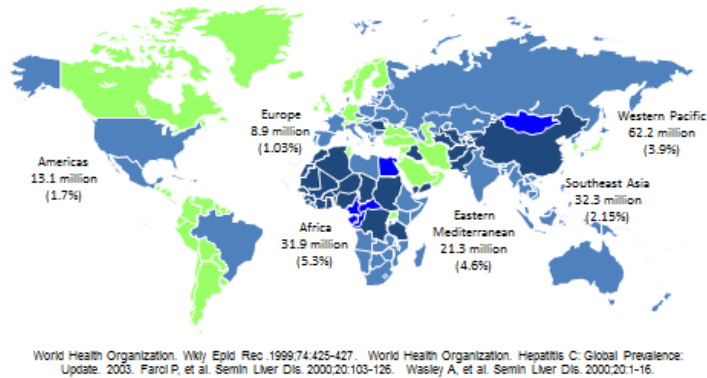 Europe
8.9 million
(1.03%)
Western Pacific
62.2 million
(3.9%)
Americas
13.1 million
(1.7%)
Southeast Asia
32.3 million
(2.15%)
Africa
31.9 million
(5.3%)
Eastern
Mediterranean
21.3 million
(4.6%)
World Health Organization. Wkly Epid Rec .1999;74:425-427 . World Health Organization. Hepatitis C: Global Prevalence:
Update. 2003. Farci P, et al. Semin Liver Dis. 2000;20:103-126. Wasley A, et al. Semin Liver Dis. 2000;20:1-16.